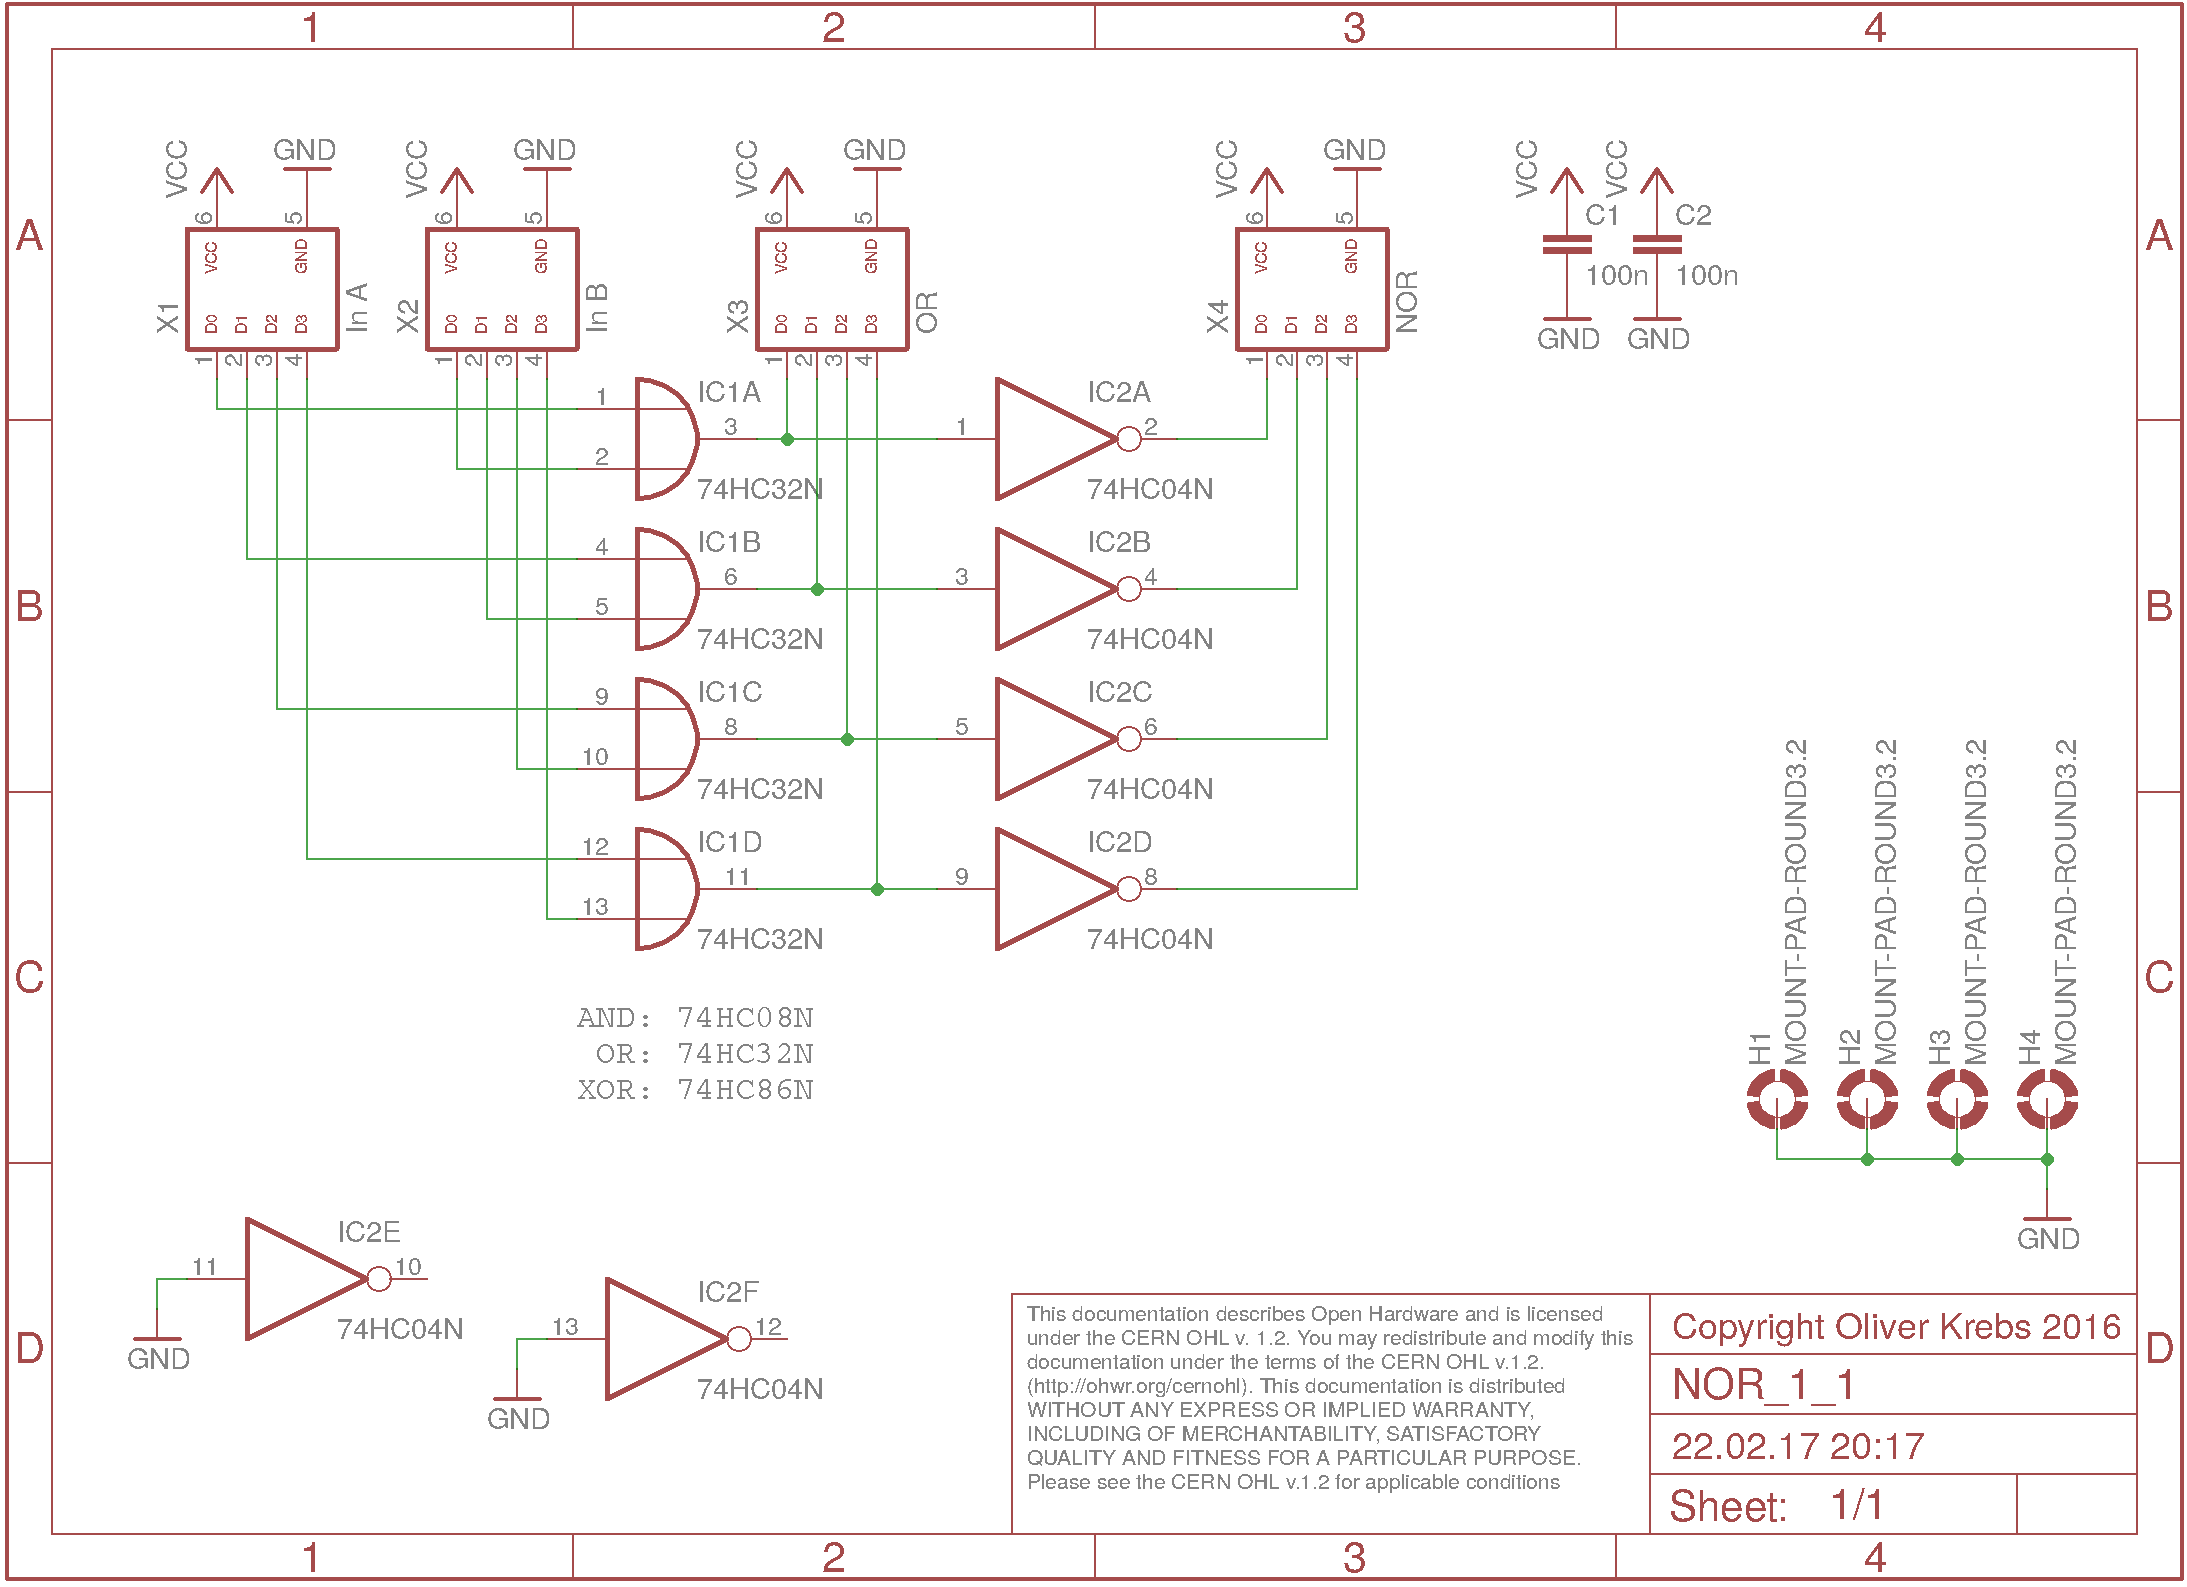 1 2 3 4
A A
VCC GND VCC GND VCC GND VCC GND VCC VCC
6 5 6 5 6 5 6 5 C1 C2
VCC GND VCC GND VCC GND VCC GND
100n 100n
X1 In A X2 In B X3 OR X4 NOR
D0 D1 D2 D3 D0 D1 D2 D3 D0 D1 D2 D3 D0 D1 D2 D3
GND GND
1 2 3 4 1 2 3 4 1 2 3 4 1 2 3 4
1 IC1A IC2A
3 1 2
2
74HC32N 74HC04N
4 IC1B IC2B
6 3 4
B B
5
74HC32N 74HC04N
9 IC1C IC2C
8 5 6
10
74HC32N 74HC04N
12 IC1D IC2D
11 9 8
13
74HC32N 74HC04N
C C
MOUNT-PAD-ROUND3.2 MOUNT-PAD-ROUND3.2 MOUNT-PAD-ROUND3.2 MOUNT-PAD-ROUND3.2
H1 H2 H3 H4
AND: 74HC08N
OR: 74HC32N
XOR: 74HC86N
GND
IC2E
11 10
74HC04N
GND
IC2F
13 12
74HC04N
GND
D D
This documentation describes Open Hardware and is licensed
under the CERN OHL v. 1.2. You may redistribute and modify this
documentation under the terms of the CERN OHL v.1.2.
(http://ohwr.org/cernohl). This documentation is distributed
WITHOUT ANY EXPRESS OR IMPLIED WARRANTY,
INCLUDING OF MERCHANTABILITY, SATISFACTORY
QUALITY AND FITNESS FOR A PARTICULAR PURPOSE.
Please see the CERN OHL v.1.2 for applicable conditions
Copyright Oliver Krebs 2016
NOR_1_1
22.02.17 20:17
Sheet: 1/1
1 2 3 4